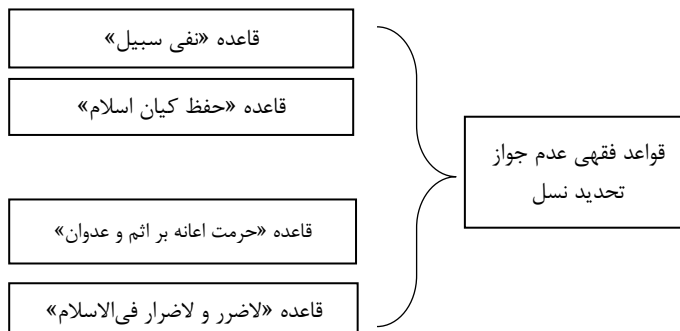 قواعد فقهی عدم جواز
تحدید نسل
قاعده «نفی سبیل»
قاعده «حفظ کیان اسلام»
قاعده «حرمت اعانه بر اثم و عدوان»
قاعده «لاضرر و لاضرار فی‌الاسلام»